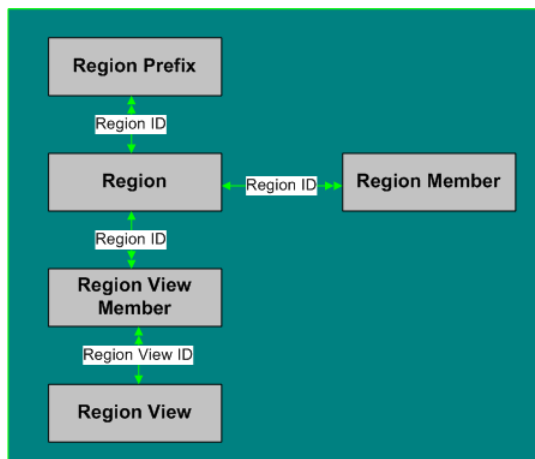 Region Prefix
Region ID
Region
Region ID
Region Member
Region ID
Region View
Member
Region View ID
Region View